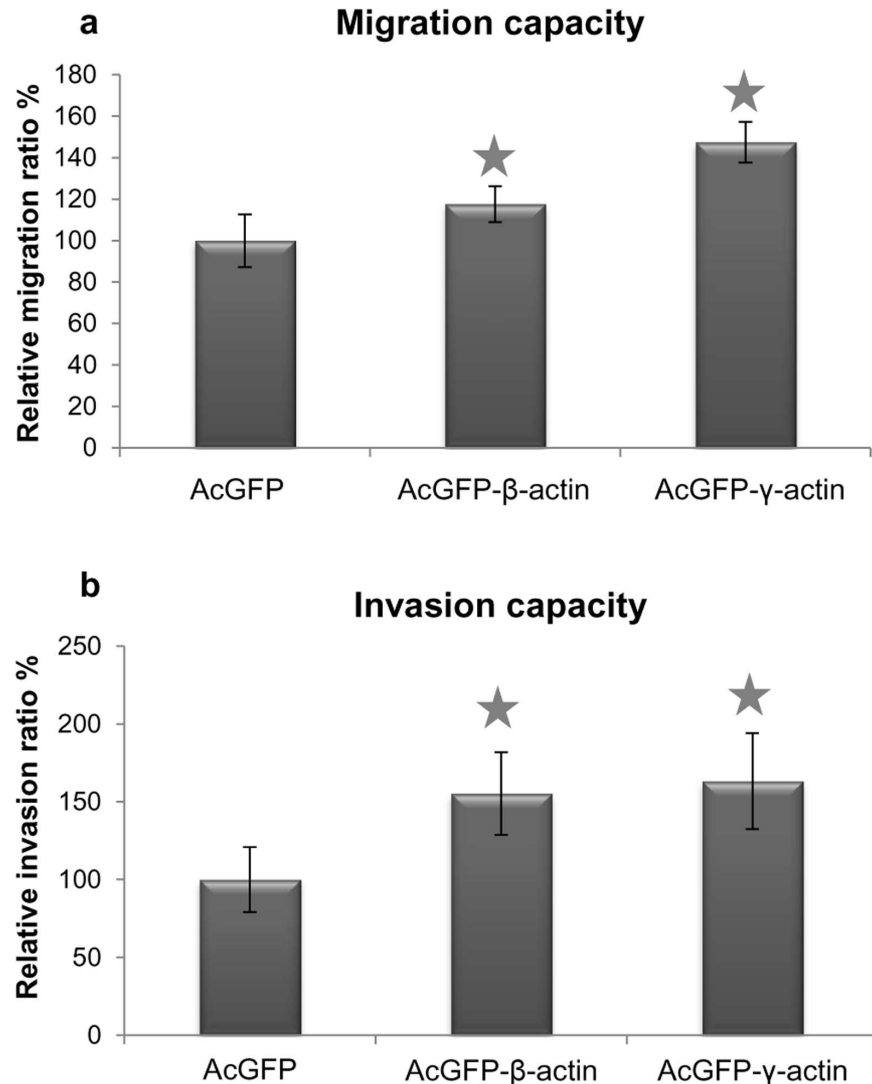 a
Migration capacity
Relative migration ratio %
180
160
140
120
100
80
60
40
20
0
AcGFP
AcGFP-β-actin
AcGFP-γ-actin
b
Invasion capacity
Relative invasion ratio %
250
200
150
100
50
0
AcGFP
AcGFP-β-actin
AcGFP-γ-actin